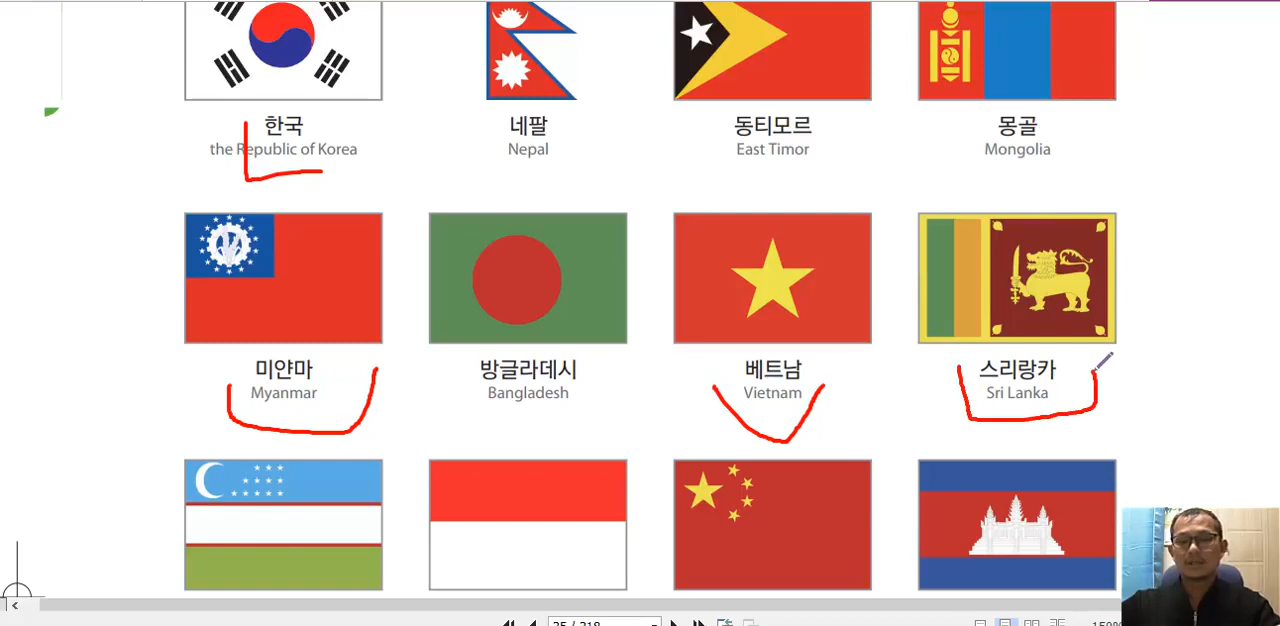 한국 네팔 동티모르 몽골
the Republic of Korea Nepal East Timor Mongolia
미얀마 방글라데시 베트남 스리랑카
Myanmar Bangladesh Vietnam Sri Lanka